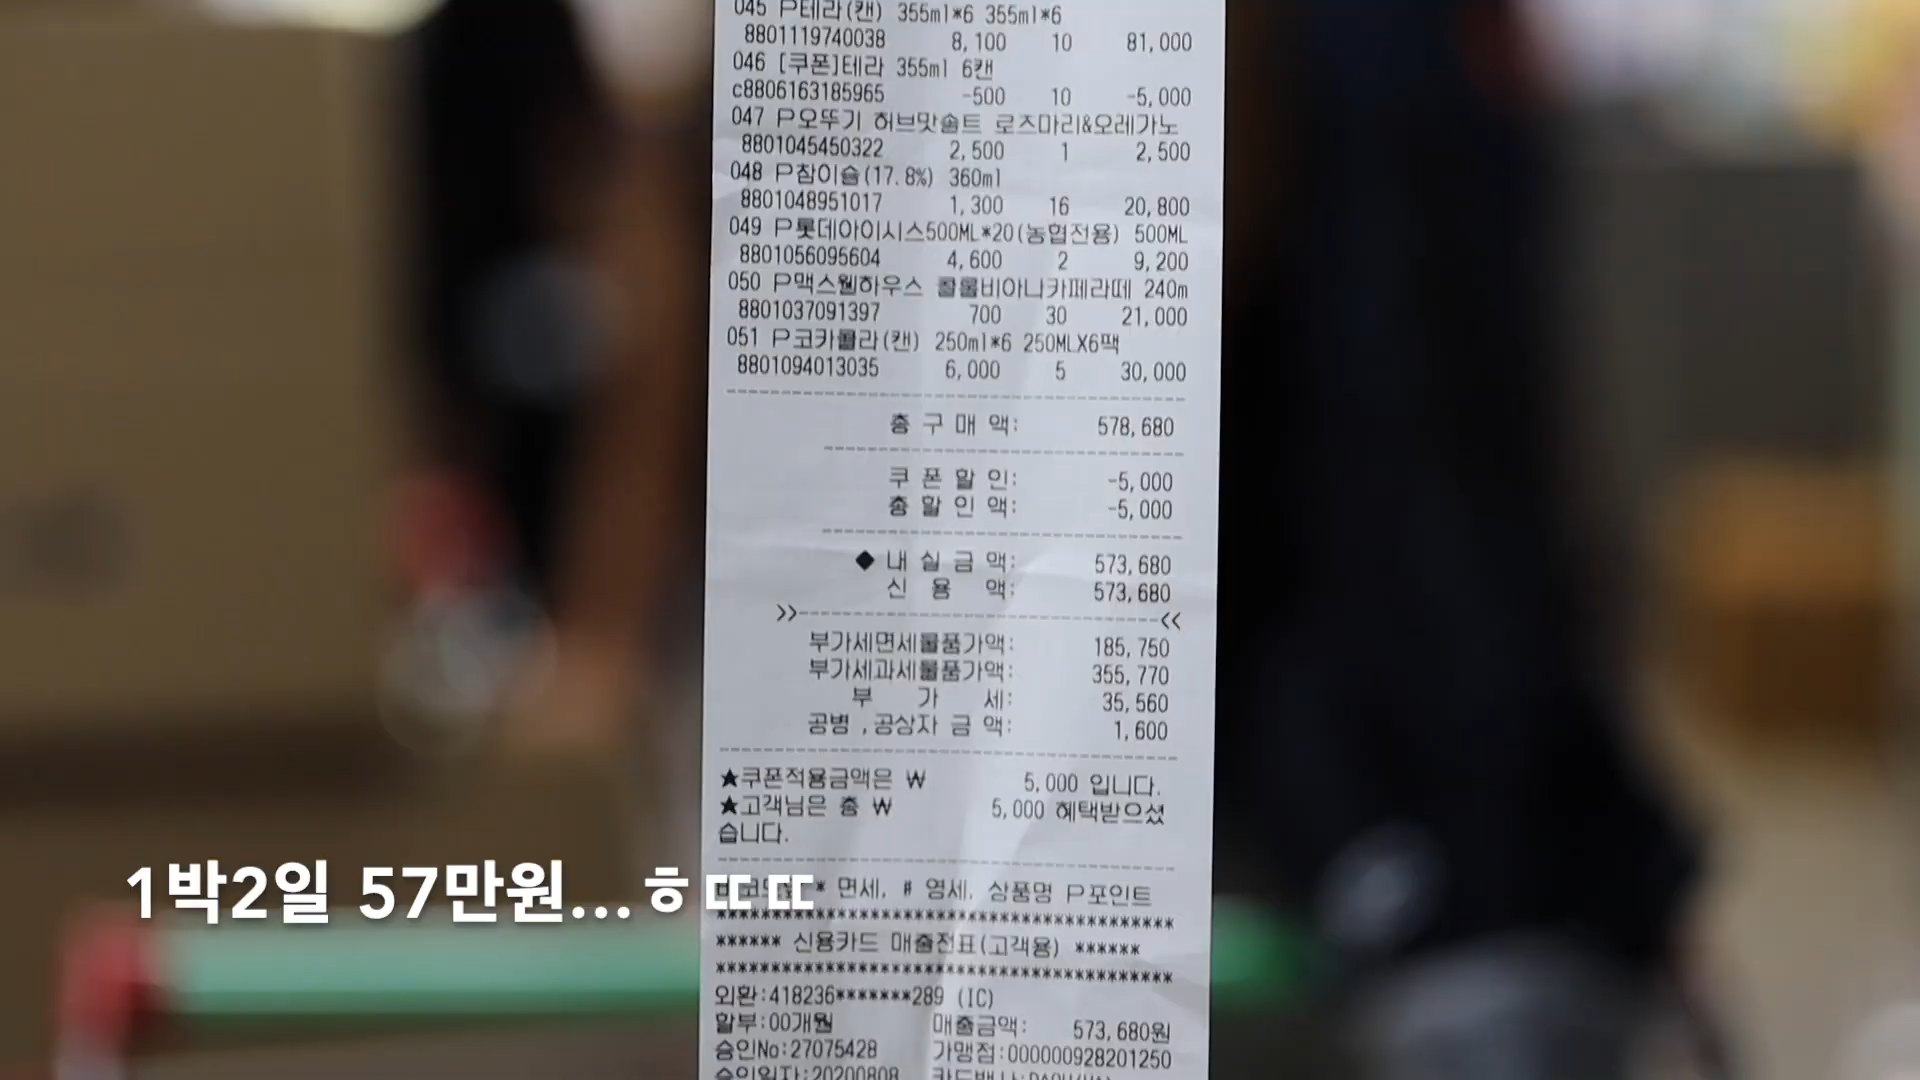 045 P테라(캔) 355ml*6 355ml*6
8801119740038 8,100 10 81,000
046 [쿠폰]테라 355ml 6캔
c8806163185965 -500 10 -5,000
047 P오뚜기 허브맛솔트 로즈마리&오레가노
8801045450322 2,500 1 2,500
048 P참이슬(17.8%) 360ml
8801048951017 1,300 16 20,800
049 P롯데아이시스500ML*20(농협전용) 500ML
8801056095604 4,600 2 9,200
050 P맥스웰하우스 콜롬비아나카페라떼 240m
8801037091397 700 30 21,000
051 P코카콜라(캔) 250ml*6 250MLX6팩
8801094013035 6,000 5 30,000
총 구 매 액: 578,680
쿠 폰 할 인: -5,000
총 할 인 액: -5,000
◆ 내 실 금 액: 573,680
신 용 액: 573,680
>>------------------------------<<
부가세면세물품가액: 185,750
부가세과세물품가액: 355,770
부 가 세: 35,560
공병 ,공상자 금 액: 1,600
★쿠폰적용금액은 ₩ 5,000 입니다.
★고객님은 총 ₩ 5,000 혜택받으셨
습니다.
* 면세, # 영세, 상품명 P포인트
1박2일 57만원...ㅎㄸㄸ
****** 신용카드 매출전표(고객용) ******
외환:418236*******289 (IC)
할부:00개월 매출금액: 573,680원
승인No:27075428 가맹점:000000928201250
승인일자:20200808